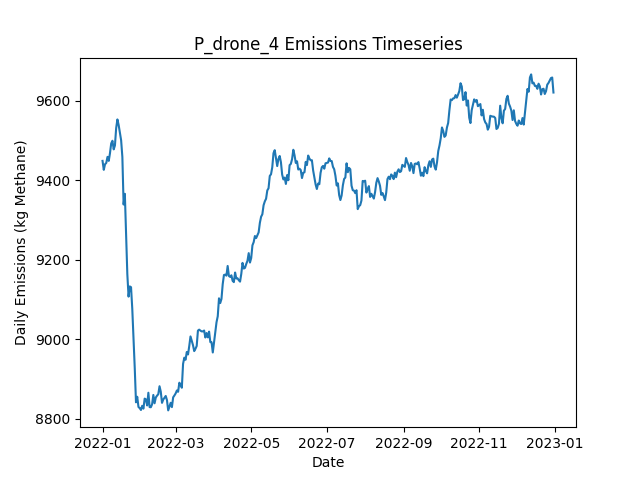 P_drone_4 Emissions Timeseries
Daily Emissions (kg Methane)
9600
9400
9200
9000
8800
2022-01 2022-03 2022-05 2022-07 2022-09 2022-11 2023-01
Date